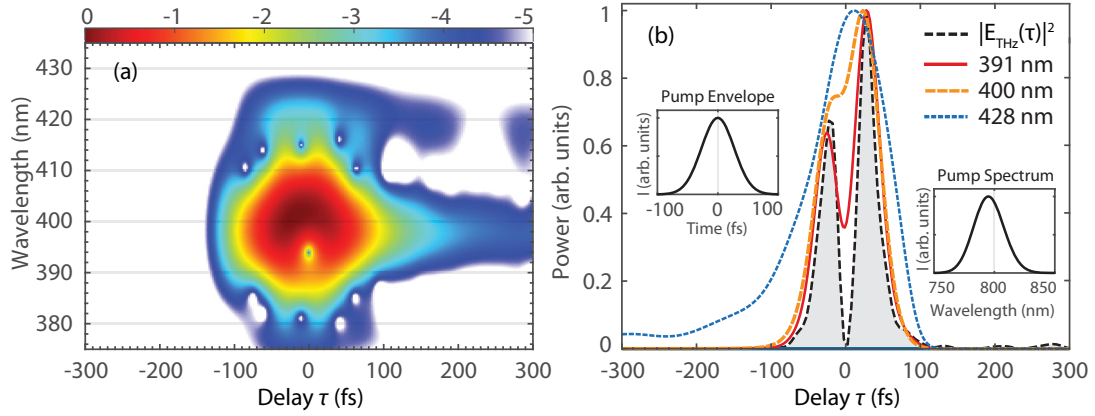 0 -1 -2 -3 -4 -5
(a)
Wavelength (nm)
430
420
410
400
390
380
-300 -200 -100 0 100 200 300
Delay τ (fs)
(b)
Power (arb. units)
1
0.8
0.6
0.4
0.2
0
-300 -200 -100 0 100 200 300
Delay τ (fs)
|E_THz(τ)|²
391 nm
400 nm
428 nm
Pump Envelope
I (arb. units)
-100 0 100
Time (fs)
Pump Spectrum
I (arb. units)
750 800 850
Wavelength (nm)